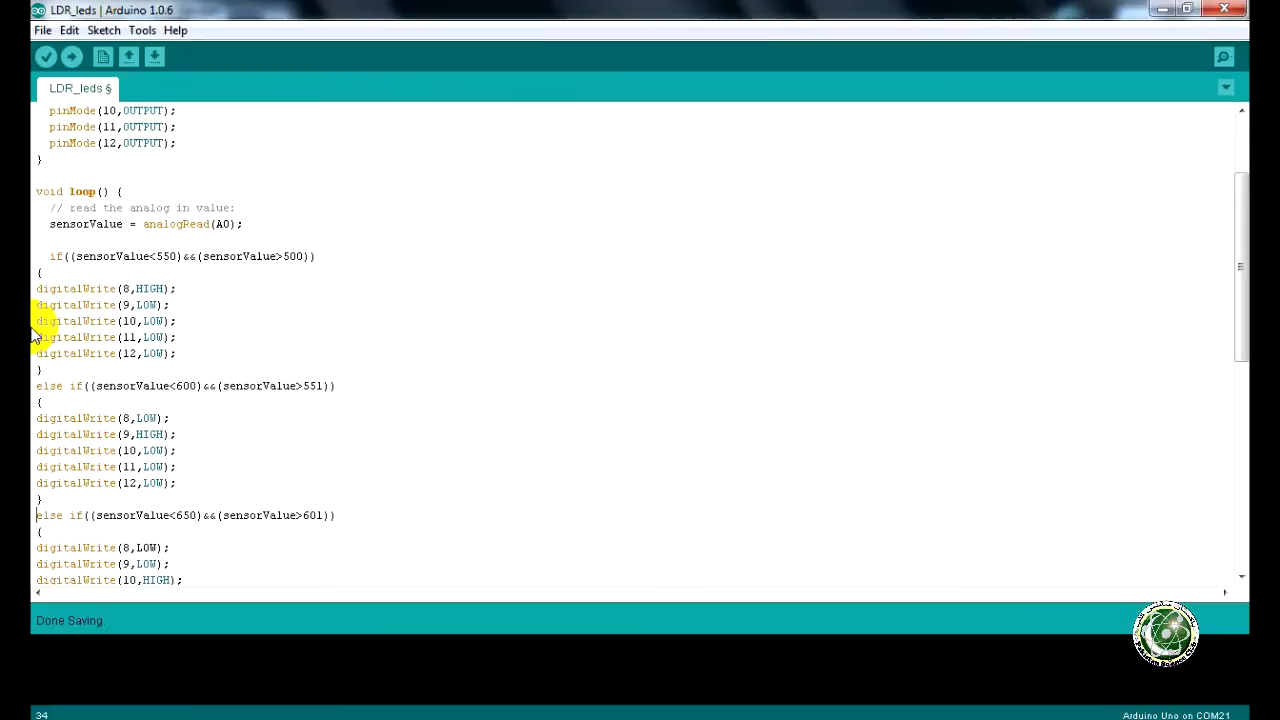 LDR_leds | Arduino 1.0.6
File Edit Sketch Tools Help
LDR_leds §
pinMode(10,OUTPUT);
pinMode(11,OUTPUT);
pinMode(12,OUTPUT);
}
void loop() {
// read the analog in value:
sensorValue = analogRead(A0);
if((sensorValue<550)&&(sensorValue>500))
{
digitalWrite(8,HIGH);
digitalWrite(9,LOW);
digitalWrite(10,LOW);
digitalWrite(11,LOW);
digitalWrite(12,LOW);
}
else if((sensorValue<600)&&(sensorValue>551))
{
digitalWrite(8,LOW);
digitalWrite(9,HIGH);
digitalWrite(10,LOW);
digitalWrite(11,LOW);
digitalWrite(12,LOW);
}
else if((sensorValue<650)&&(sensorValue>601))
{
digitalWrite(8,LOW);
digitalWrite(9,LOW);
digitalWrite(10,HIGH);
Done Saving.
34
Arduino Uno on COM21